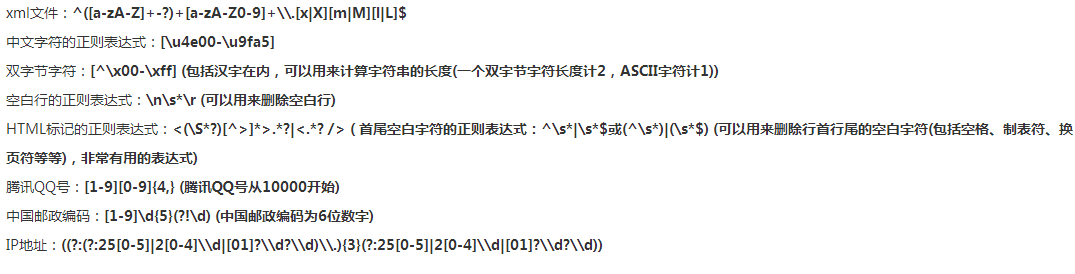 xml文件：^([a-zA-Z]+-?)+[a-zA-Z0-9]+\\.[x|X][m|M][l|L]$
中文字符的正则表达式：[\u4e00-\u9fa5]
双字节字符：[^\x00-\xff] (包括汉字在内，可以用来计算字符串的长度(一个双字节字符长度计2，ASCII字符计1))
空白行的正则表达式：\n\s*\r (可以用来删除空白行)
HTML标记的正则表达式：<(\S*?)[^>]*>.*?|<.*? /> ( 首尾空白字符的正则表达式：^\s*|\s*$或(^\s*)|(\s*$) (可以用来删除行首行尾的空白字符(包括空格、制表符、换
页符等等)，非常有用的表达式)
腾讯QQ号：[1-9][0-9]{4,} (腾讯QQ号从10000开始)
中国邮政编码：[1-9]\d{5}(?!\d) (中国邮政编码为6位数字)
IP地址：((?:(?:25[0-5]|2[0-4]\\d|[01]?\\d?\\d)\\.){3}(?:25[0-5]|2[0-4]\\d|[01]?\\d?\\d))